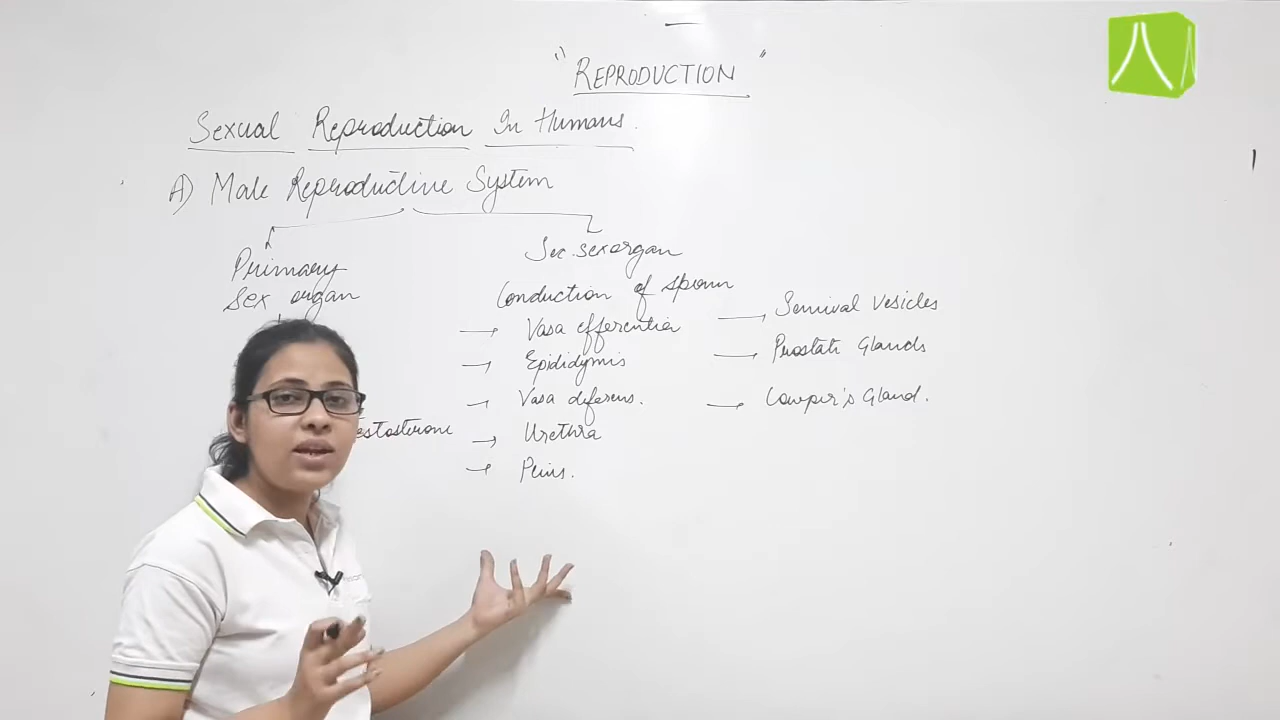 " REPRODUCTION "
Sexual Reproduction In Humans.
A) Male Reproductive System
Primary
Sex organ
Sec. sex organ
Conduction of sperm
→ Vasa efferentia
→ Epididymis
→ Vasa deferens.
→ Urethra
→ Penis.
→ Seminal Vesicles
→ Prostate Glands
→ Cowper's Gland.
estosterone